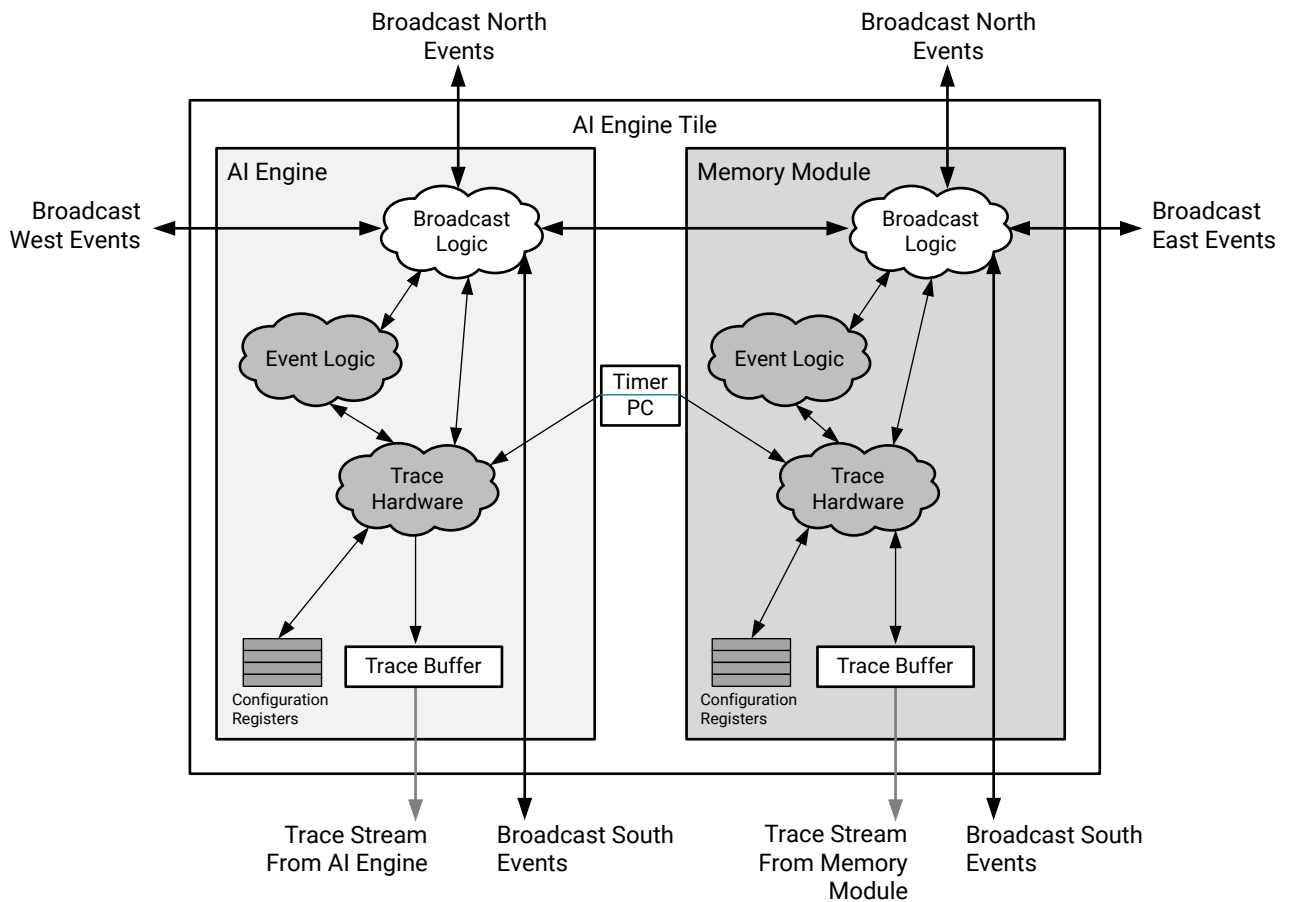 Broadcast North
Events
Broadcast North
Events
AI Engine Tile
AI Engine
Memory Module
Broadcast
West Events
Broadcast
Logic
Broadcast
Logic
Broadcast
East Events
Event Logic
Event Logic
Timer
PC
Trace
Hardware
Trace
Hardware
Trace Buffer
Trace Buffer
Configuration
Registers
Configuration
Registers
Trace Stream
From AI Engine
Broadcast South
Events
Trace Stream
From Memory
Module
Broadcast South
Events